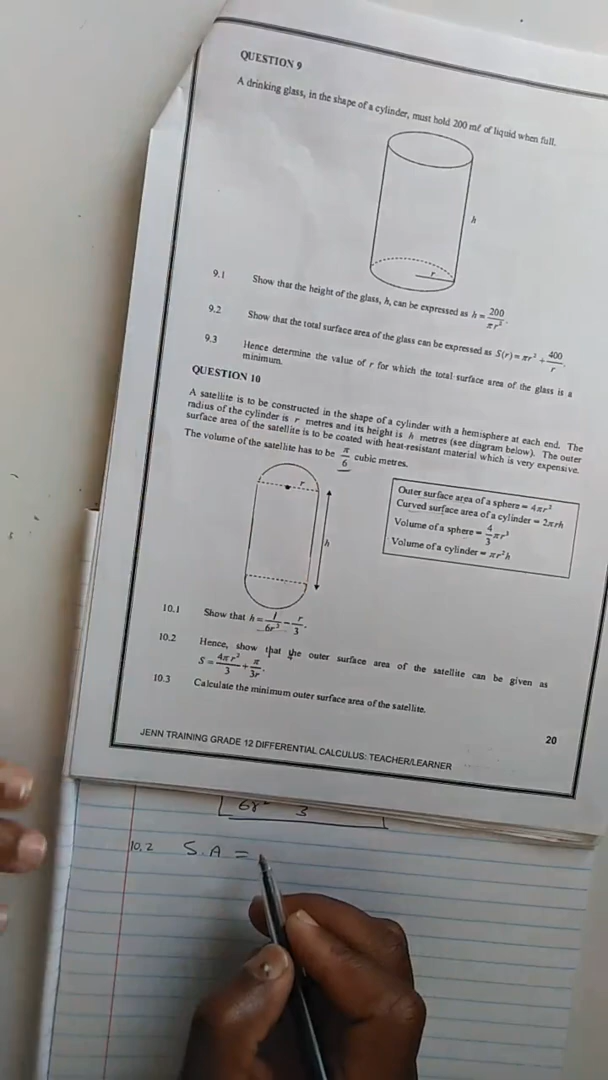 QUESTION 9
A drinking glass, in the shape of a cylinder, must hold 200 mℓ of liquid when full.
h
r
9.1 Show that the height of the glass, h, can be expressed as h = 200/πr².
9.2 Show that the total surface area of the glass can be expressed as S(r) = πr² + 400/r.
9.3 Hence determine the value of r for which the total surface area of the glass is a
minimum.
QUESTION 10
A satellite is to be constructed in the shape of a cylinder with a hemisphere at each end. The
radius of the cylinder is r metres and its height is h metres (see diagram below). The outer
surface area of the satellite is to be coated with heat-resistant material which is very expensive.
The volume of the satellite has to be π/6 cubic metres.
r
h
Outer surface area of a sphere = 4πr²
Curved surface area of a cylinder = 2πrh
Volume of a sphere = 4/3 πr³
Volume of a cylinder = πr²h
10.1 Show that h = 1/6r² − r/3.
10.2 Hence, show that the outer surface area of the satellite can be given as
S = 4πr²/3 + π/3r.
10.3 Calculate the minimum outer surface area of the satellite.
20
JENN TRAINING GRADE 12 DIFFERENTIAL CALCULUS: TEACHER/LEARNER
6r² 3
10.2 S.A =